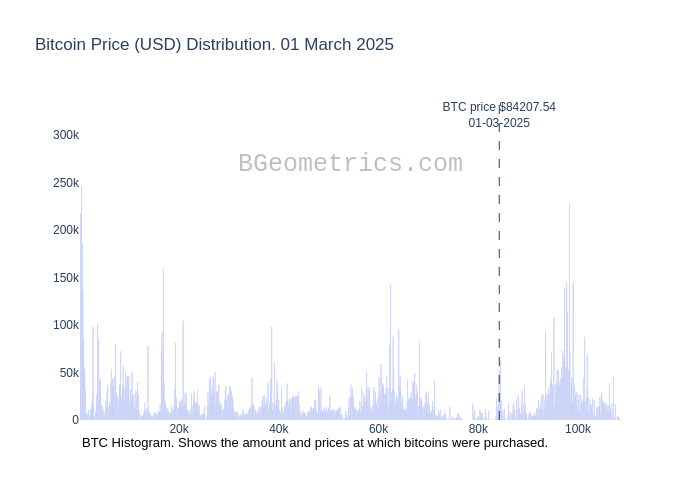 Bitcoin Price (USD) Distribution. 01 March 2025
BTC price $84207.54
01-03-2025
300k
BGeometrics.com
250k
200k
150k
100k
50k
0
20k 40k 60k 80k 100k
BTC Histogram. Shows the amount and prices at which bitcoins were purchased.